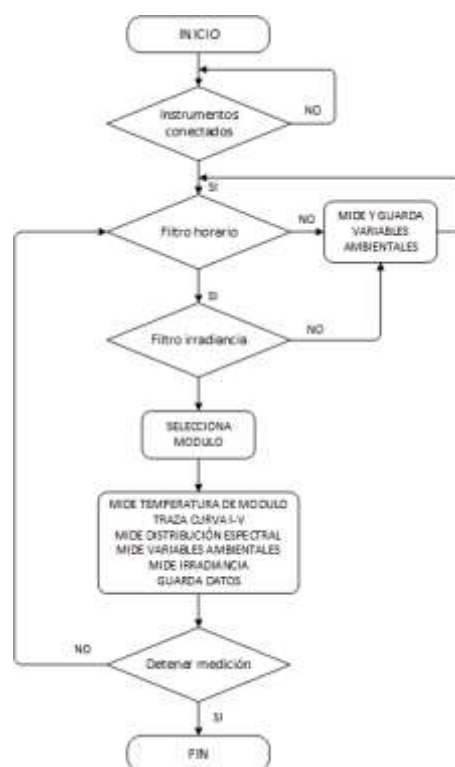 INICIO
NO
Instrumentos
conectados
SI
Filtro horario
NO
MIDE Y GUARDA
VARIABLES
AMBIENTALES
SI
Filtro irradiancia
NO
SELECCIONA
MODULO
MIDE TEMPERATURA DE MODULO
TRAZA CURVA I-V
MIDE DISTRIBUCIÓN ESPECTRAL
MIDE VARIABLES AMBIENTALES
MIDE IRRADIANCIA
GUARDA DATOS
NO
Detener medición
SI
FIN